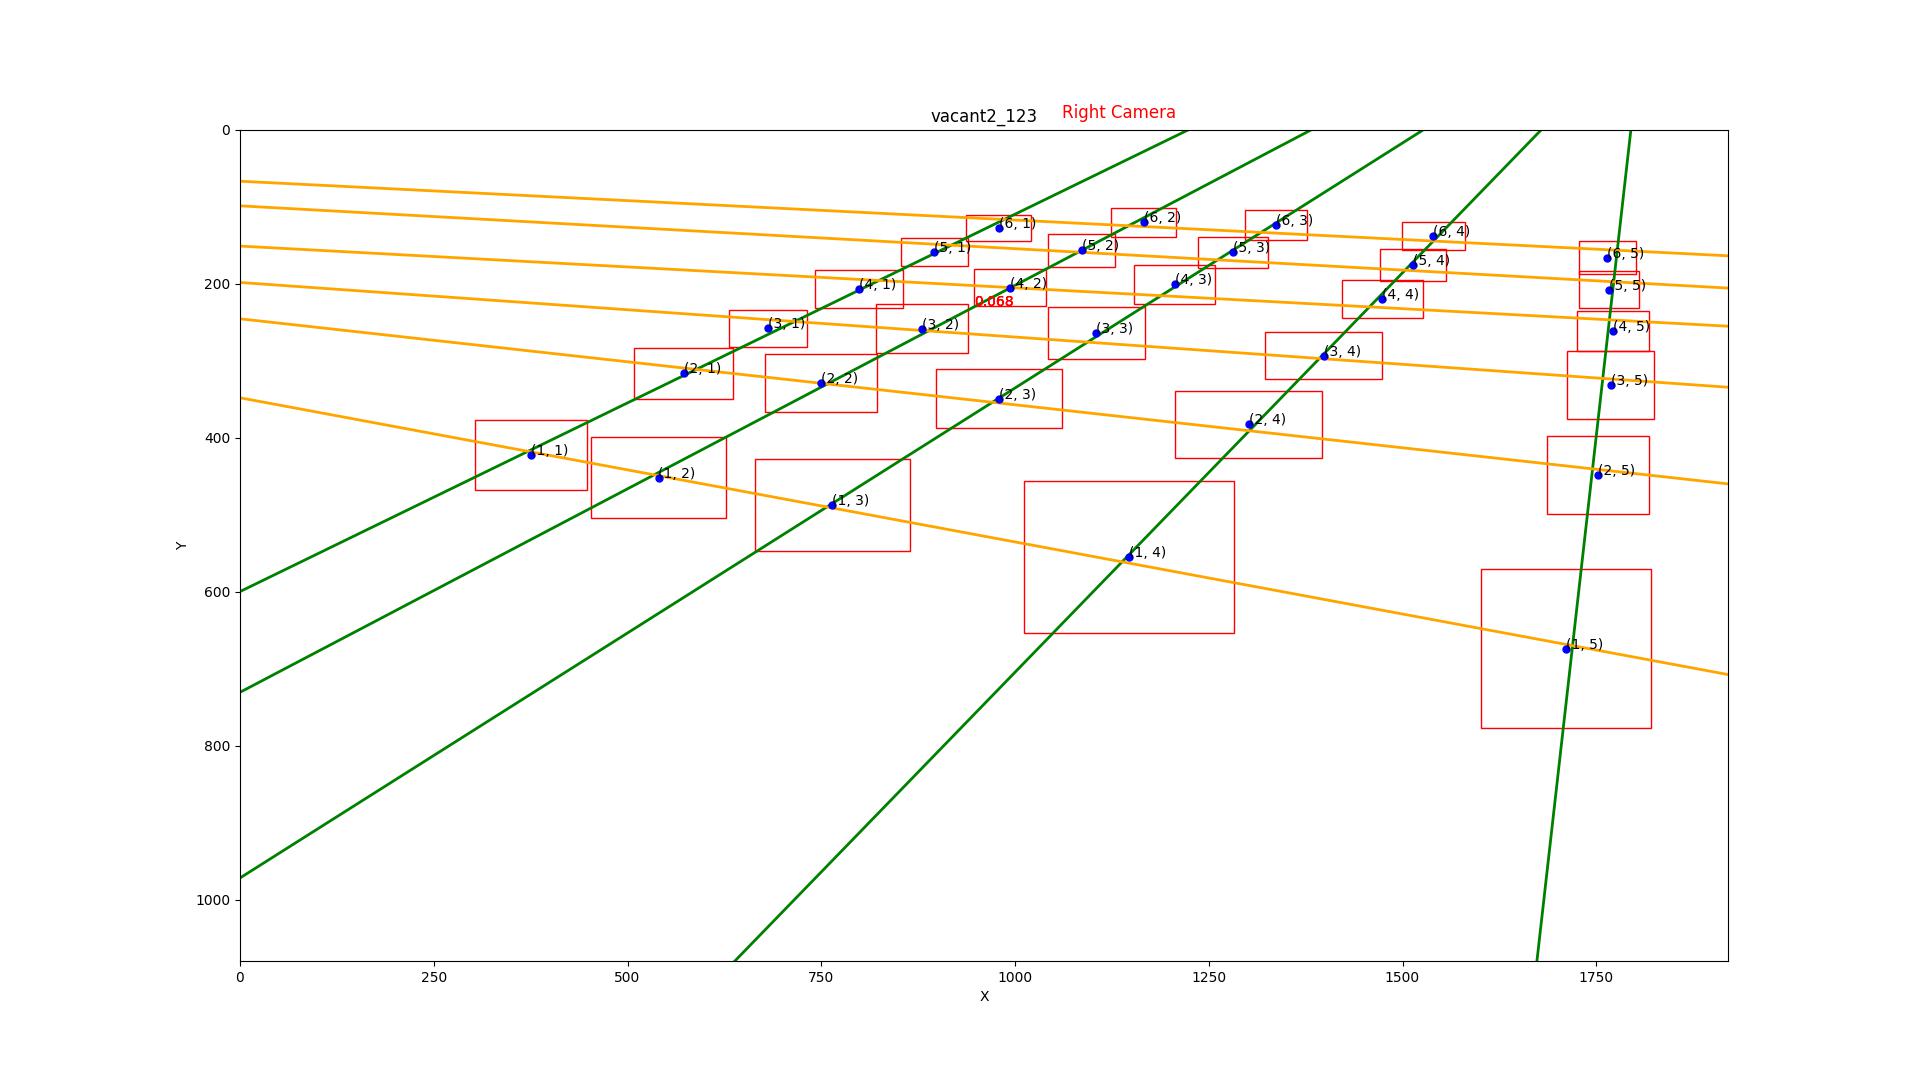 vacant2_123 Right Camera
0
(6, 1) (6, 2) (6, 3) (6, 4) (6, 5)
(5, 1) (5, 2) (5, 3) (5, 4) (5, 5)
200
(4, 1) (4, 2) (4, 3) (4, 4) (4, 5)
0.068
(3, 1) (3, 2) (3, 3) (3, 4) (3, 5)
(2, 1) (2, 2) (2, 3) (2, 4) (2, 5)
400
(1, 1) (1, 2) (1, 3) (1, 4) (1, 5)
Y
600
800
1000
0 250 500 750 1000 1250 1500 1750
X